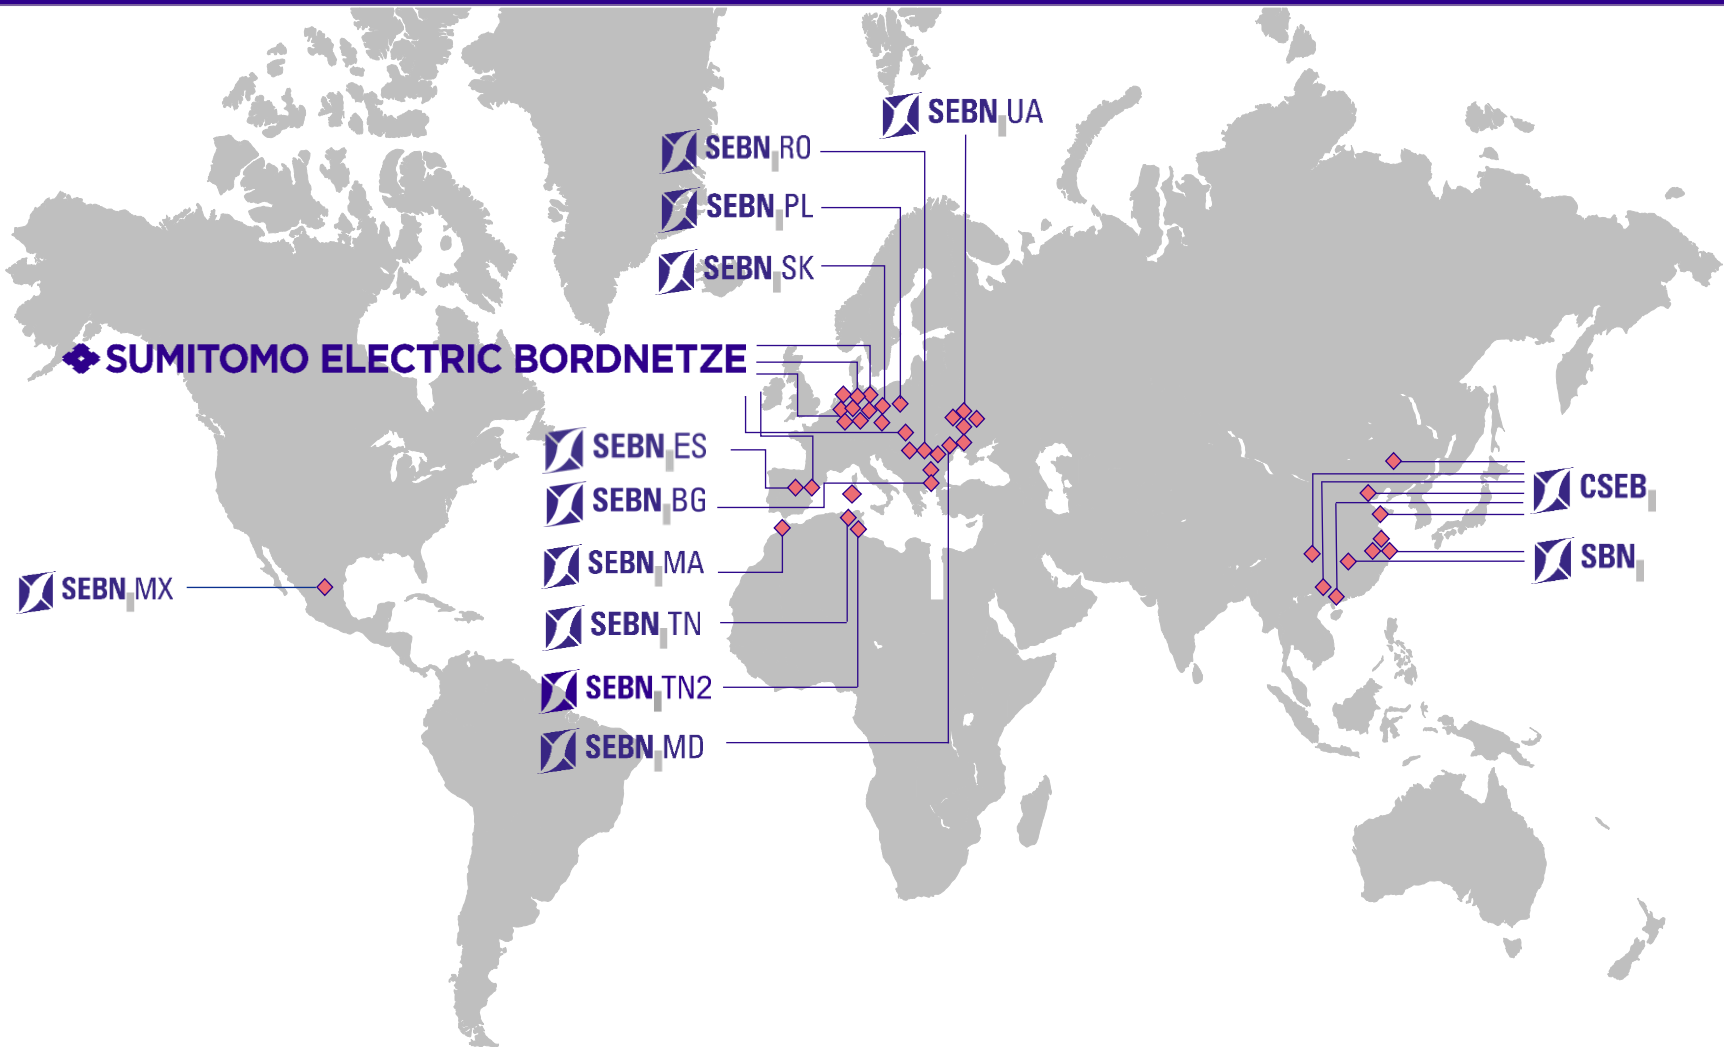 SEBN UA
SEBN RO
SEBN PL
SEBN SK
SUMITOMO ELECTRIC BORDNETZE
SEBN ES
SEBN BG
SEBN MA
SEBN TN
SEBN TN2
SEBN MD
SEBN MX
CSEB
SBN